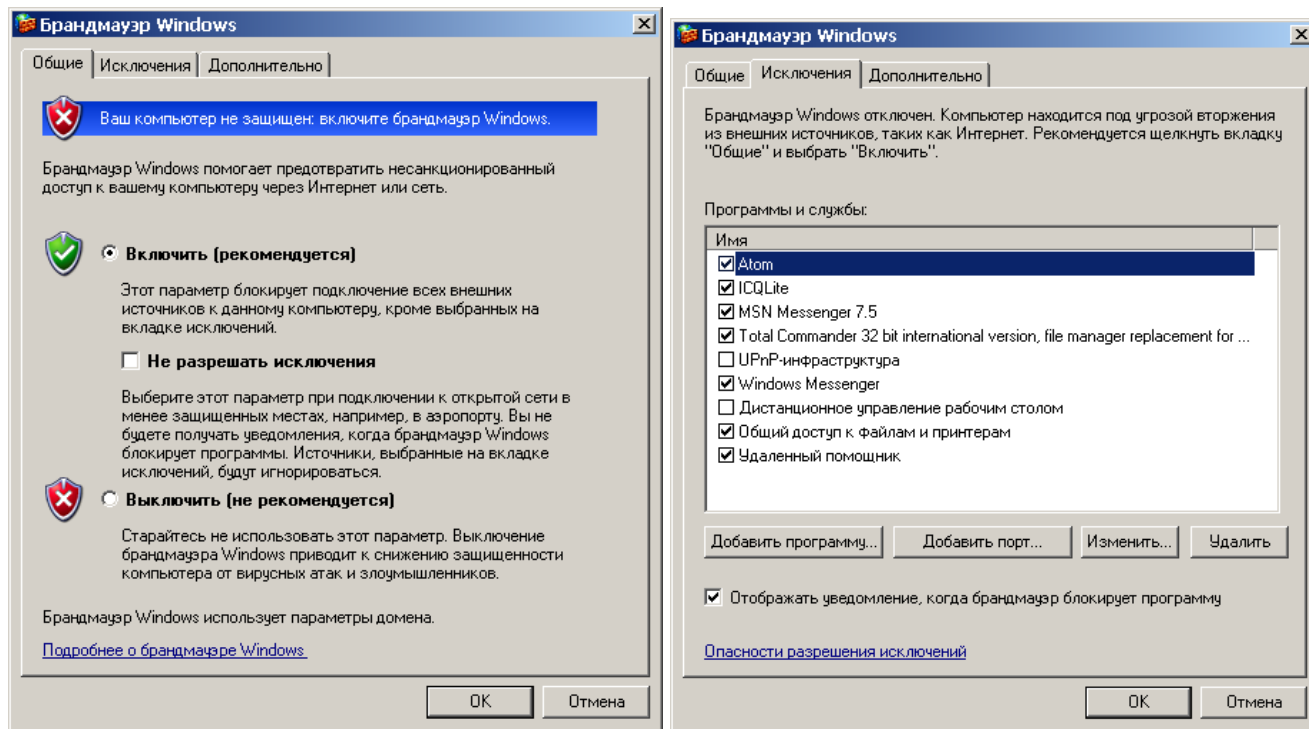 Брандмауэр Windows
Общие
Исключения
Дополнительно
Ваш компьютер не защищен: включите брандмауэр Windows.
Брандмауэр Windows помогает предотвратить несанкционированный
доступ к вашему компьютеру через Интернет или сеть.
Включить (рекомендуется)
Этот параметр блокирует подключение всех внешних
источников к данному компьютеру, кроме выбранных на
вкладке исключений.
Не разрешать исключения
Выберите этот параметр при подключении к открытой сети в
менее защищенных местах, например, в аэропорту. Вы не
будете получать уведомления, когда брандмауэр Windows
блокирует программы. Источники, выбранные на вкладке
исключений, будут игнорироваться.
Выключить (не рекомендуется)
Старайтесь не использовать этот параметр. Выключение
брандмауэра Windows приводит к снижению защищенности
компьютера от вирусных атак и злоумышленников.
Брандмауэр Windows использует параметры домена.
Подробнее о брандмауэре Windows
OK
Отмена
Брандмауэр Windows
Общие
Исключения
Дополнительно
Брандмауэр Windows отключен. Компьютер находится под угрозой вторжения
из внешних источников, таких как Интернет. Рекомендуется щелкнуть вкладку
"Общие" и выбрать "Включить".
Программы и службы:
Имя
Atom
ICQLite
MSN Messenger 7.5
Total Commander 32 bit international version, file manager replacement for ...
UPnP-инфраструктура
Windows Messenger
Дистанционное управление рабочим столом
Общий доступ к файлам и принтерам
Удаленный помощник
Добавить программу...
Добавить порт...
Изменить...
Удалить
Отображать уведомление, когда брандмауэр блокирует программу
Опасности разрешения исключений
OK
Отмена